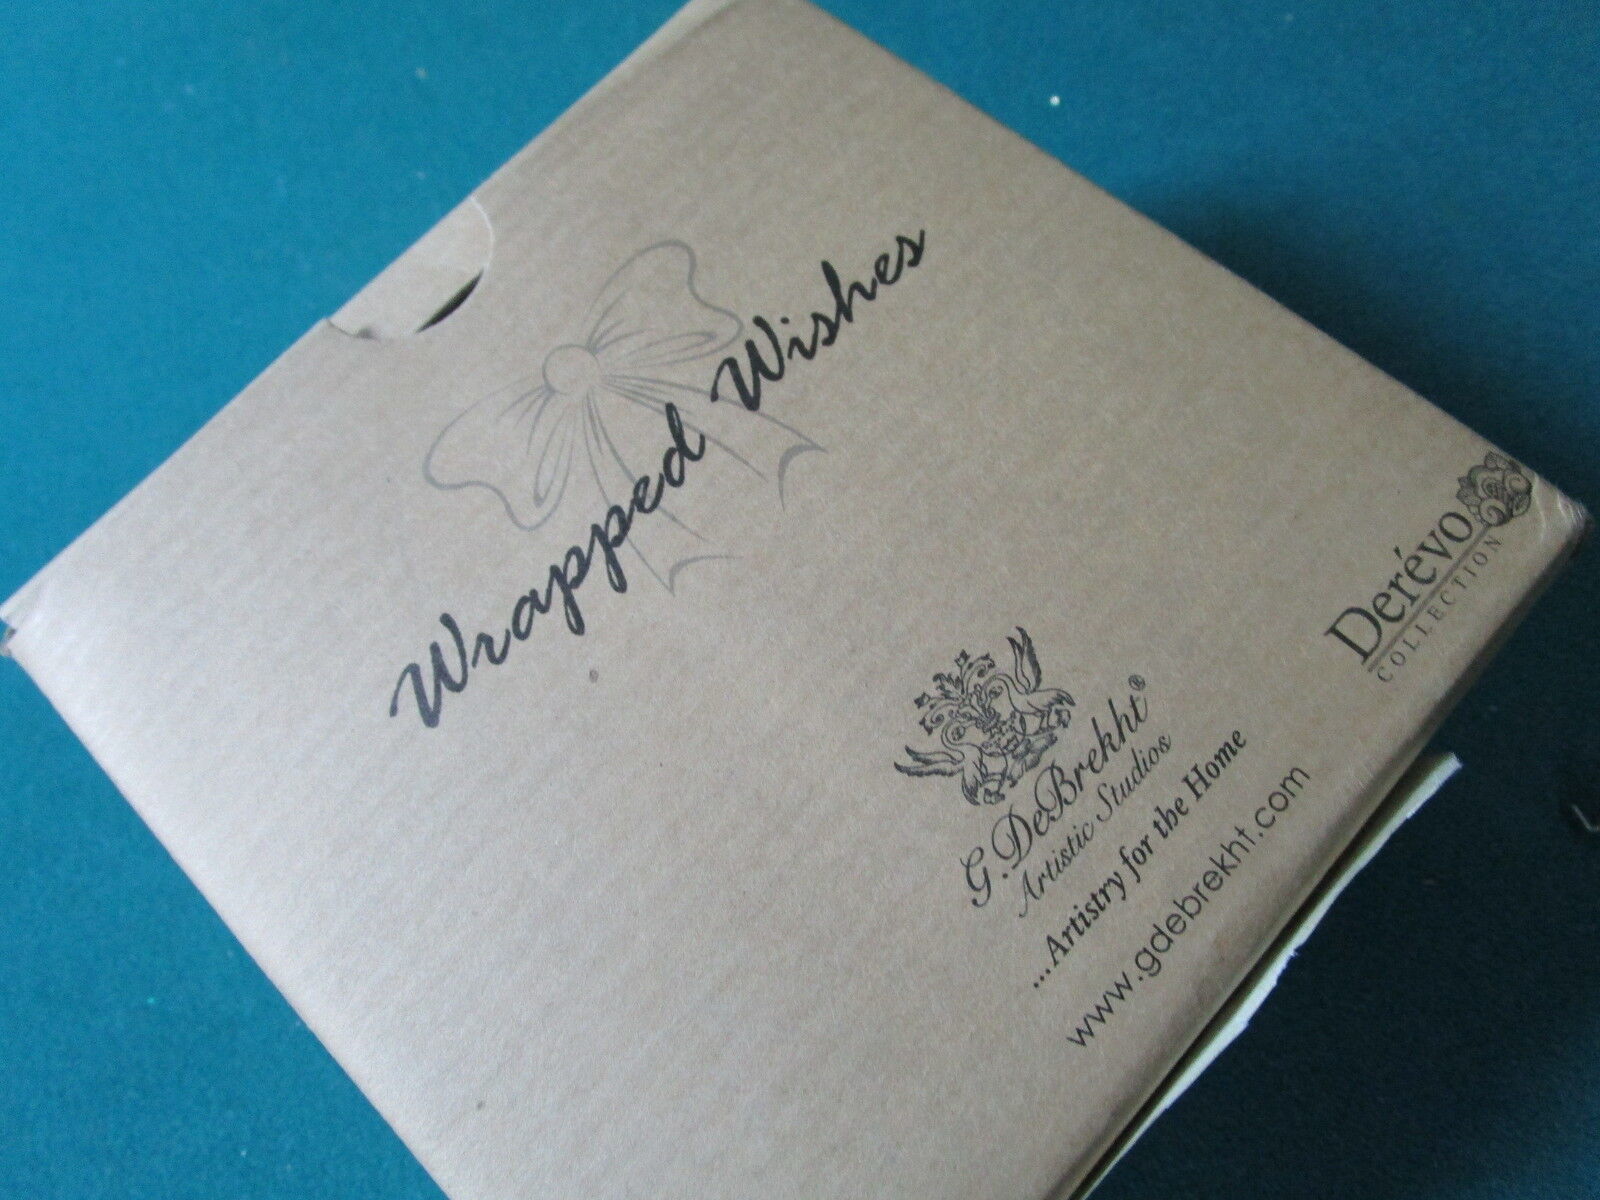 Wrapped Wishes
G. DeBrekht®
Artistic Studios
...Artistry for the Home
www.gdebrekht.com
Derévo
COLLECTION